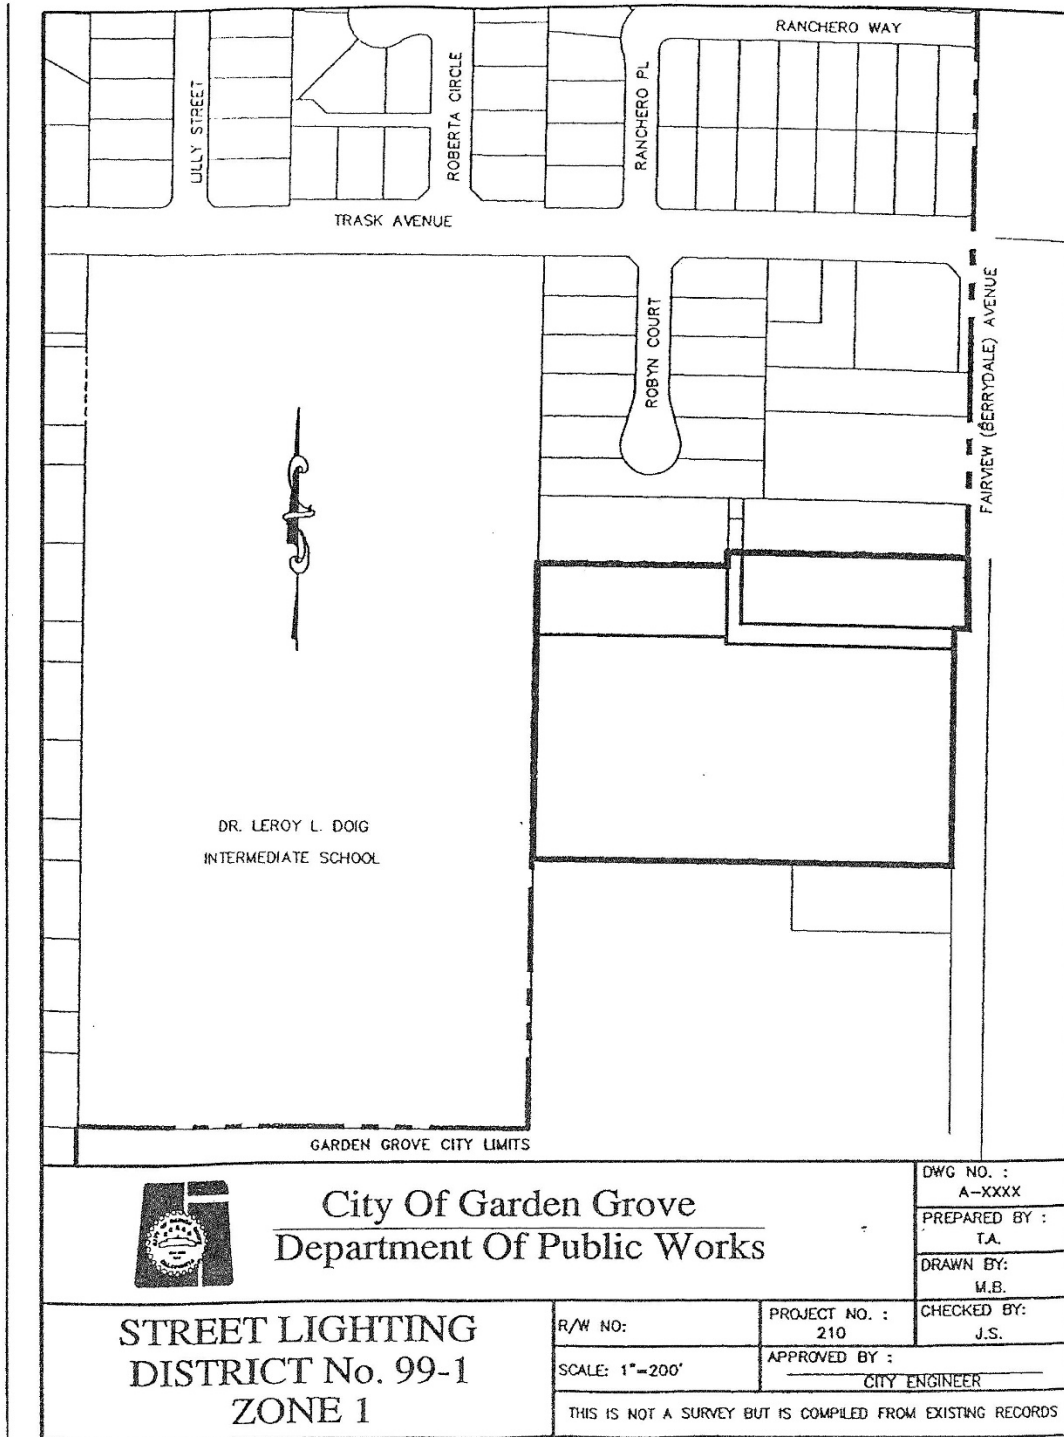 RANCHERO WAY
LILLY STREET
ROBERTA CIRCLE
RANCHERO PL
TRASK AVENUE
ROBYN COURT
FAIRVIEW (BERRYDALE) AVENUE
DR. LEROY L. DOIG
INTERMEDIATE SCHOOL
GARDEN GROVE CITY LIMITS
City Of Garden Grove
Department Of Public Works
DWG NO. :
A-XXXX
PREPARED BY :
T.A.
DRAWN BY:
M.B.
STREET LIGHTING
DISTRICT No. 99-1
ZONE 1
R/W NO:
PROJECT NO. :
210
CHECKED BY:
J.S.
SCALE: 1"=200'
APPROVED BY :
CITY ENGINEER
THIS IS NOT A SURVEY BUT IS COMPILED FROM EXISTING RECORDS